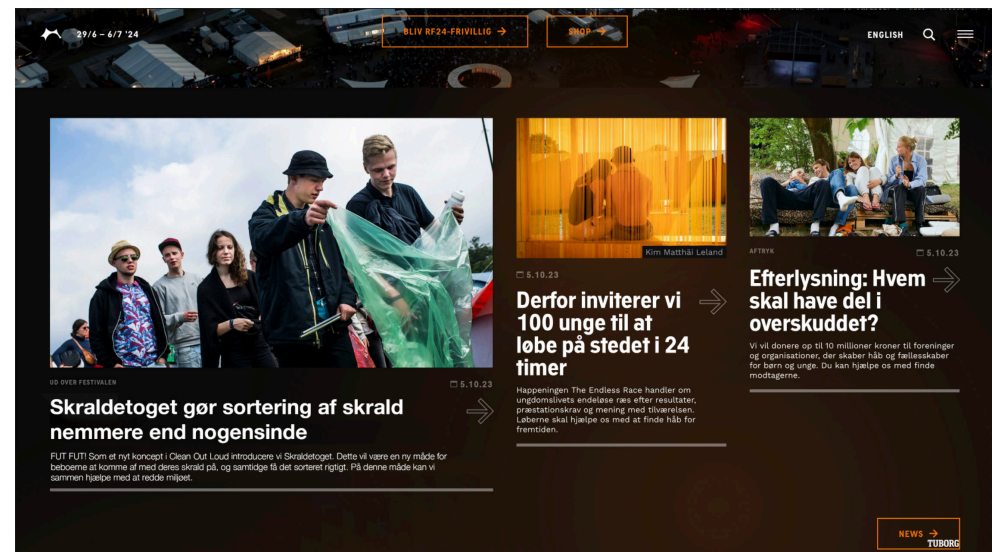 29/6 – 6/7 '24
BLIV RF24-FRIVILLIG →
SHOP →
ENGLISH
Kim Matthäi Leland
UD OVER FESTIVALEN
5.10.23
Skraldetoget gør sortering af skrald
nemmere end nogensinde
FUT FUT! Som et nyt koncept i Clean Out Loud introducere vi Skraldetoget. Dette vil være en ny måde for
beboerne at komme af med deres skrald på, og samtidge få det sorteret rigtigt. På denne måde kan vi
sammen hjælpe med at redde miljøet.
5.10.23
Derfor inviterer vi
100 unge til at
løbe på stedet i 24
timer
Happeningen The Endless Race handler om
ungdomslivets endeløse ræs efter resultater,
præstationskrav og mening med tilværelsen.
Løberne skal hjælpe os med at finde håb for
fremtiden.
AFTRYK
5.10.23
Efterlysning: Hvem
skal have del i
overskuddet?
Vi vil donere op til 10 millioner kroner til foreninger
og organisationer, der skaber håb og fællesskaber
for børn og unge. Du kan hjælpe os med finde
modtagerne.
NEWS →
TUBORG